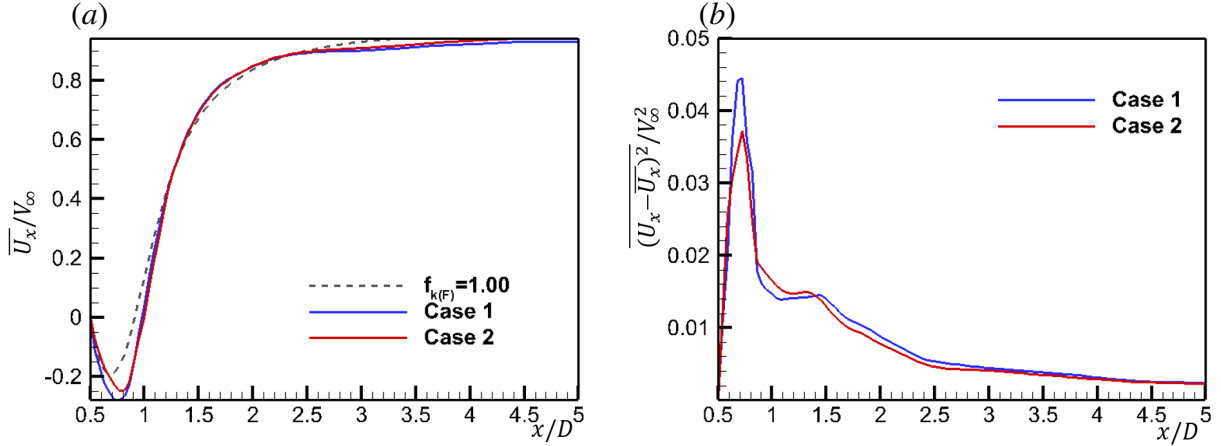 (a)
0.8
0.6
0.4
0.2
0
-0.2
0.5 1 1.5 2 2.5 3 3.5 4 4.5 5
x/D
U̅ₓ/V∞
f_k(F)=1.00
Case 1
Case 2
(b)
0.05
0.04
0.03
0.02
0.01
0.5 1 1.5 2 2.5 3 3.5 4 4.5 5
x/D
(Uₓ−U̅ₓ)²/V∞²
Case 1
Case 2